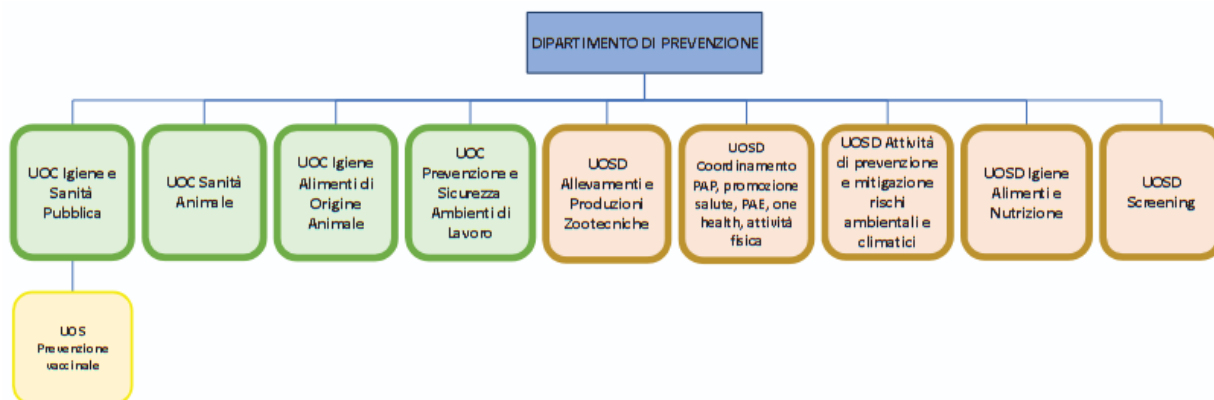 DIPARTIMENTO DI PREVENZIONE
UOC Igiene e
Sanità
Pubblica
UOC Sanità
Animale
UOC Igiene
Alimenti di
Origine
Animale
UOC
Prevenzione e
Sicurezza
Ambienti di
Lavoro
UOSD
Allevamenti e
Produzioni
Zootecniche
UOSD
Coordinamento
PAP, promozione
salute, PAE, one
health, attività
fisica
UOSD Attività
di prevenzione
e mitigazione
rischi
ambientali e
climatici
UOSD Igiene
Alimenti e
Nutrizione
UOSD
Screening
UOS
Prevenzione
vaccinale